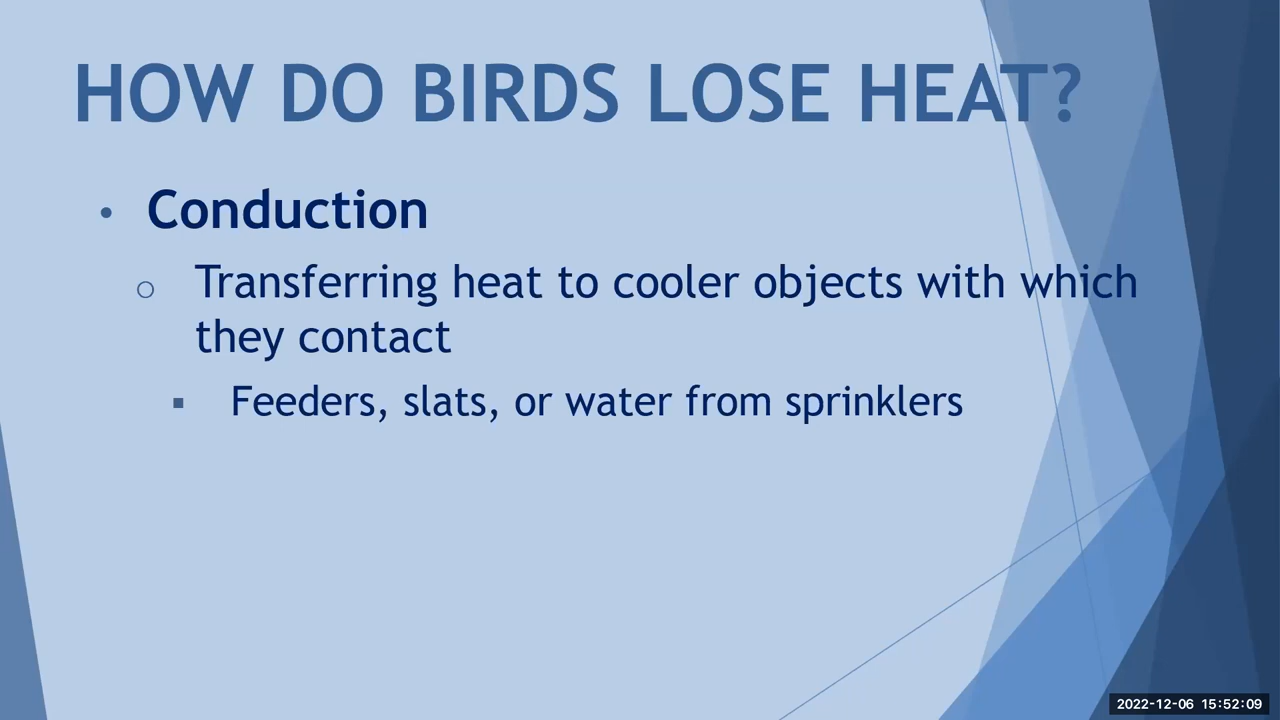 HOW DO BIRDS LOSE HEAT?
• Conduction
o Transferring heat to cooler objects with which
they contact
▪ Feeders, slats, or water from sprinklers
2022-12-06 15:52:09